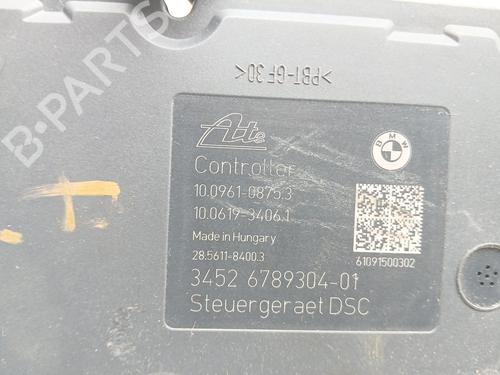 >PBT-GF30<
B-PARTS
Ate
BMW
Controller
10.0961-0875.3
10.0619-3406.1
Made in Hungary
28.5611-8400.3
61091500302
3452 6789304-01
Steuergeraet DSC